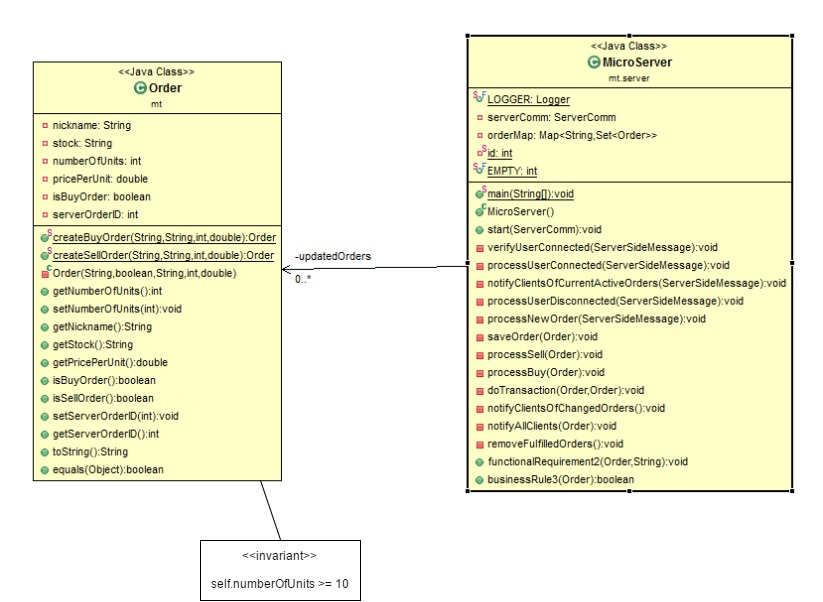 <<Java Class>>
Order
mt
nickname: String
stock: String
numberOfUnits: int
pricePerUnit: double
isBuyOrder: boolean
serverOrderID: int
createBuyOrder(String,String,int,double):Order
createSellOrder(String,String,int,double):Order
Order(String,boolean,String,int,double)
getNumberOfUnits():int
setNumberOfUnits(int):void
getNickname():String
getStock():String
getPricePerUnit():double
isBuyOrder():boolean
isSellOrder():boolean
setServerOrderID(int):void
getServerOrderID():int
toString():String
equals(Object):boolean
-updatedOrders
0..*
<<Java Class>>
MicroServer
mt.server
LOGGER: Logger
serverComm: ServerComm
orderMap: Map<String,Set<Order>>
id: int
EMPTY: int
main(String[]):void
MicroServer()
start(ServerComm):void
verifyUserConnected(ServerSideMessage):void
processUserConnected(ServerSideMessage):void
notifyClientsOfCurrentActiveOrders(ServerSideMessage):void
processUserDisconnected(ServerSideMessage):void
processNewOrder(ServerSideMessage):void
saveOrder(Order):void
processSell(Order):void
processBuy(Order):void
doTransaction(Order,Order):void
notifyClientsOfChangedOrders():void
notifyAllClients(Order):void
removeFulfilledOrders():void
functionalRequirement2(Order,String):void
businessRule3(Order):boolean
<<invariant>>
self.numberOfUnits >= 10